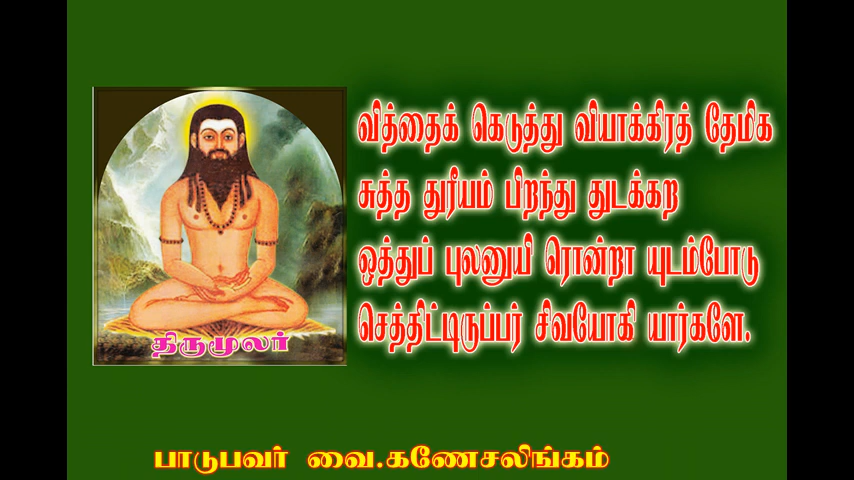 வித்தைக் கெடுத்து வியாக்கிரத் தேமிக
சுத்த துரீயம் பிறந்து துடக்கற
ஒத்துப் புலனுயி ரொன்றா யுடம்போடு
செத்திட்டிருப்பர் சிவயோகி யார்களே.
திருமூலர்
பாடுபவர் வை.கணேசலிங்கம்